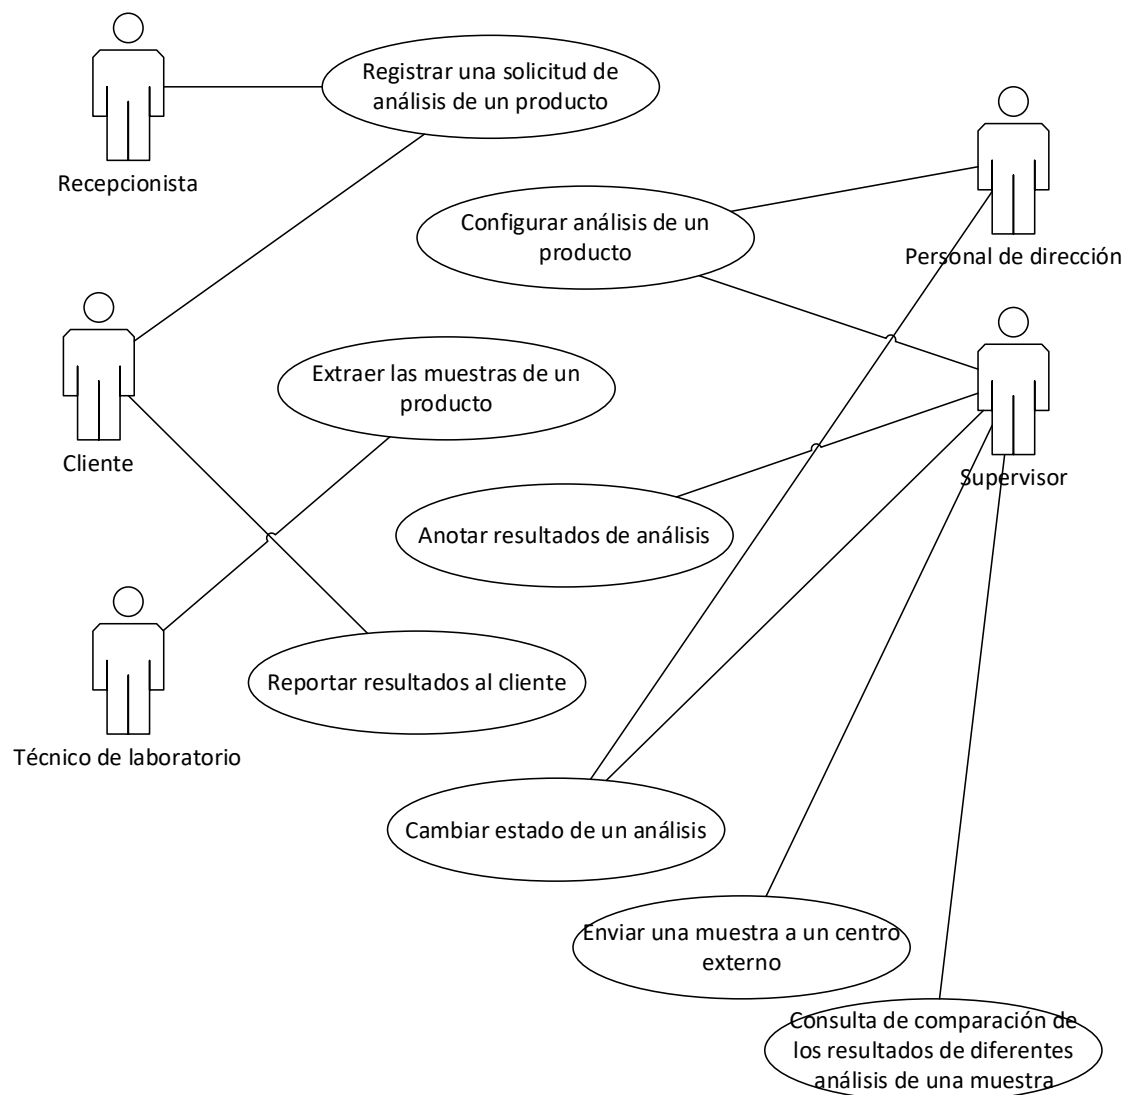 Registrar una solicitud de
análisis de un producto
Recepcionista
Configurar análisis de un
producto
Personal de dirección
Cliente
Extraer las muestras de un
producto
Supervisor
Anotar resultados de análisis
Reportar resultados al cliente
Técnico de laboratorio
Cambiar estado de un análisis
Enviar una muestra a un centro
externo
Consulta de comparación de
los resultados de diferentes
análisis de una muestra